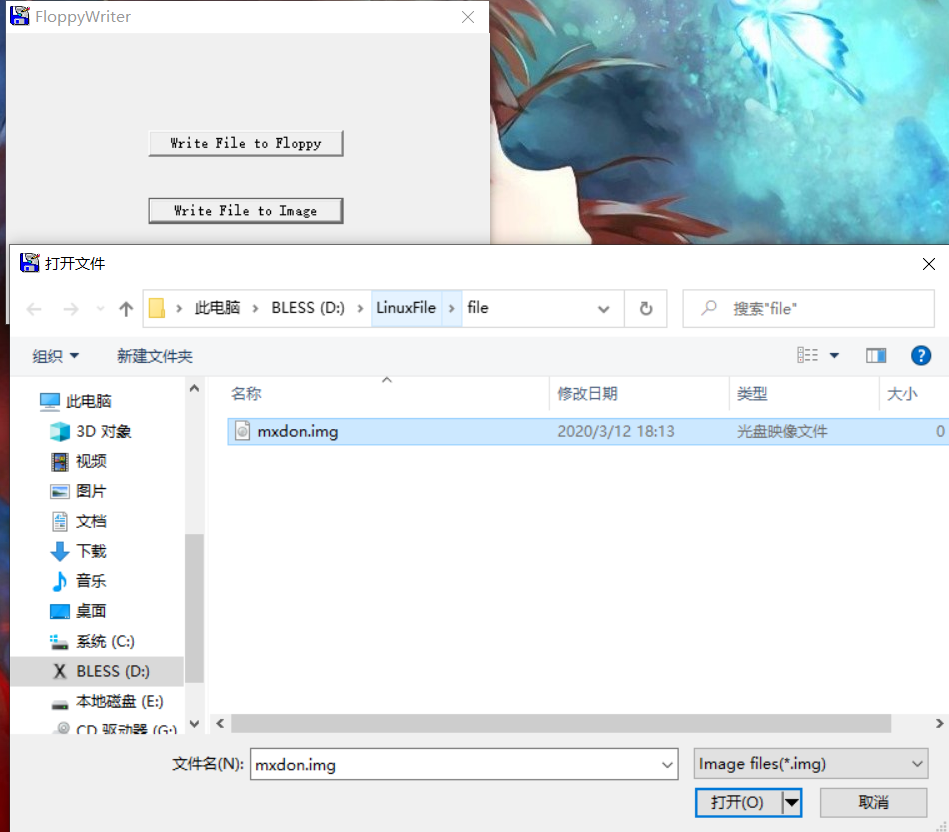 FloppyWriter
Write File to Floppy
Write File to Image
打开文件
此电脑 BLESS (D:) LinuxFile file 搜索"file"
组织 新建文件夹
名称 修改日期 类型 大小
mxdon.img 2020/3/12 18:13 光盘映像文件 0
此电脑
3D 对象
视频
图片
文档
下载
音乐
桌面
系统 (C:)
BLESS (D:)
本地磁盘 (E:)
CD 驱动器 (G:)
文件名(N): mxdon.img Image files(*.img)
打开(O) 取消